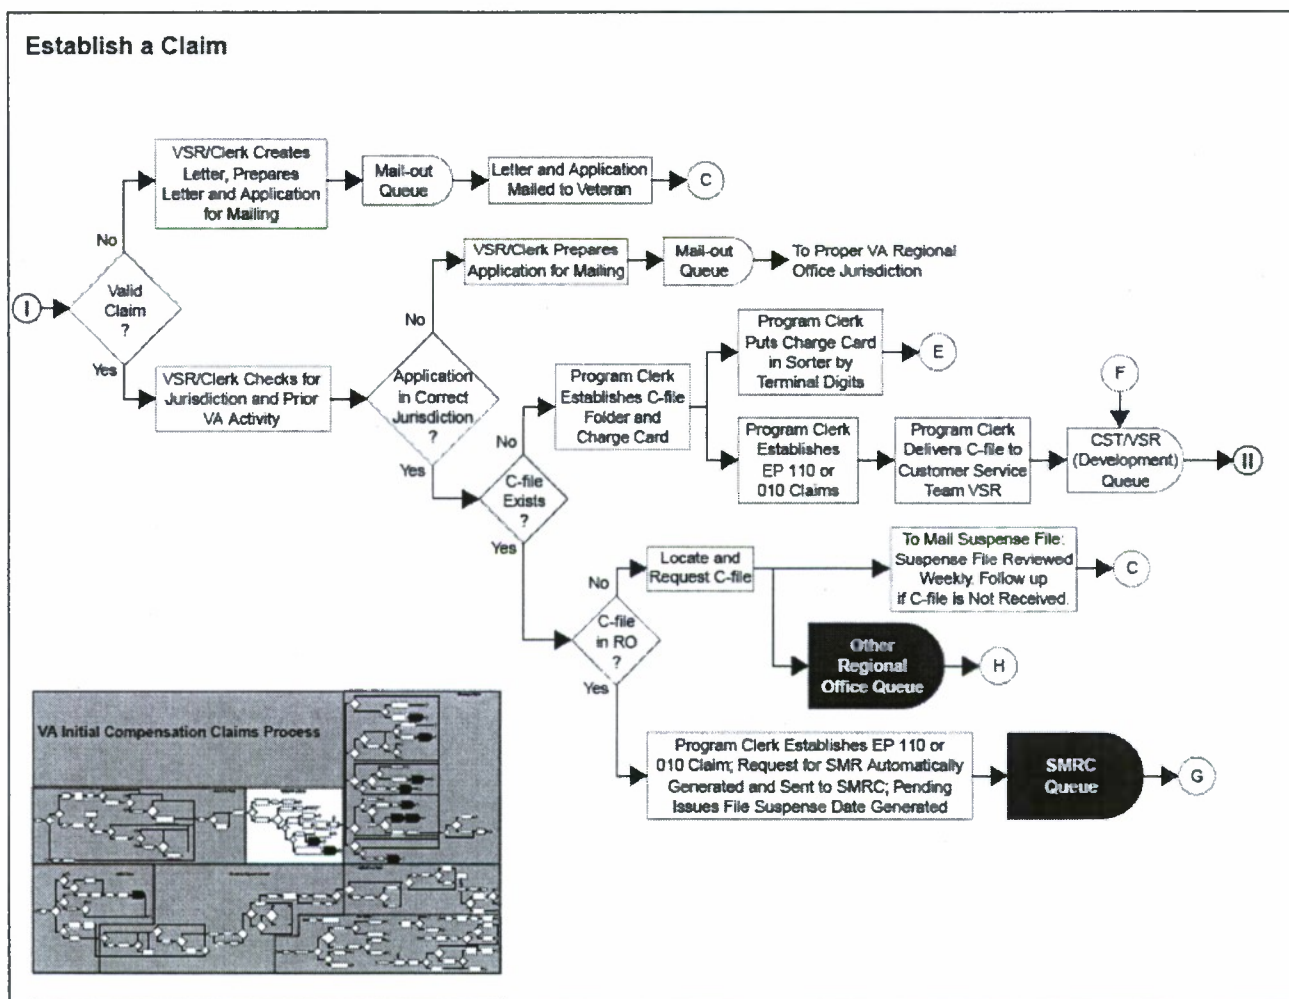 Establish a Claim
VSR/Clerk Creates
Letter, Prepares
Letter and Application
for Mailing
Mail-out
Queue
Letter and Application
Mailed to Veteran
C
No
I
Valid
Claim
?
Yes
VSR/Clerk Checks for
Jurisdiction and Prior
VA Activity
VSR/Clerk Prepares
Application for Mailing
Mail-out
Queue
To Proper VA Regional
Office Jurisdiction
No
Application
in Correct
Jurisdiction
?
Yes
Program Clerk
Establishes C-file
Folder and
Charge Card
Program Clerk
Puts Charge Card
in Sorter by
Terminal Digits
E
F
No
C-file
Exists
?
Yes
Program Clerk
Establishes
EP 110 or
010 Claims
Program Clerk
Delivers C-file to
Customer Service
Team VSR
CST/VSR
(Development)
Queue
II
Locate and
Request C-file
To Mail Suspense File:
Suspense File Reviewed
Weekly. Follow up
if C-file is Not Received.
C
No
C-file
in RO
?
Yes
Other
Regional
Office Queue
H
Program Clerk Establishes EP 110 or
010 Claim; Request for SMR Automatically
Generated and Sent to SMRC; Pending
Issues File Suspense Date Generated
SMRC
Queue
G
VA Initial Compensation Claims Process